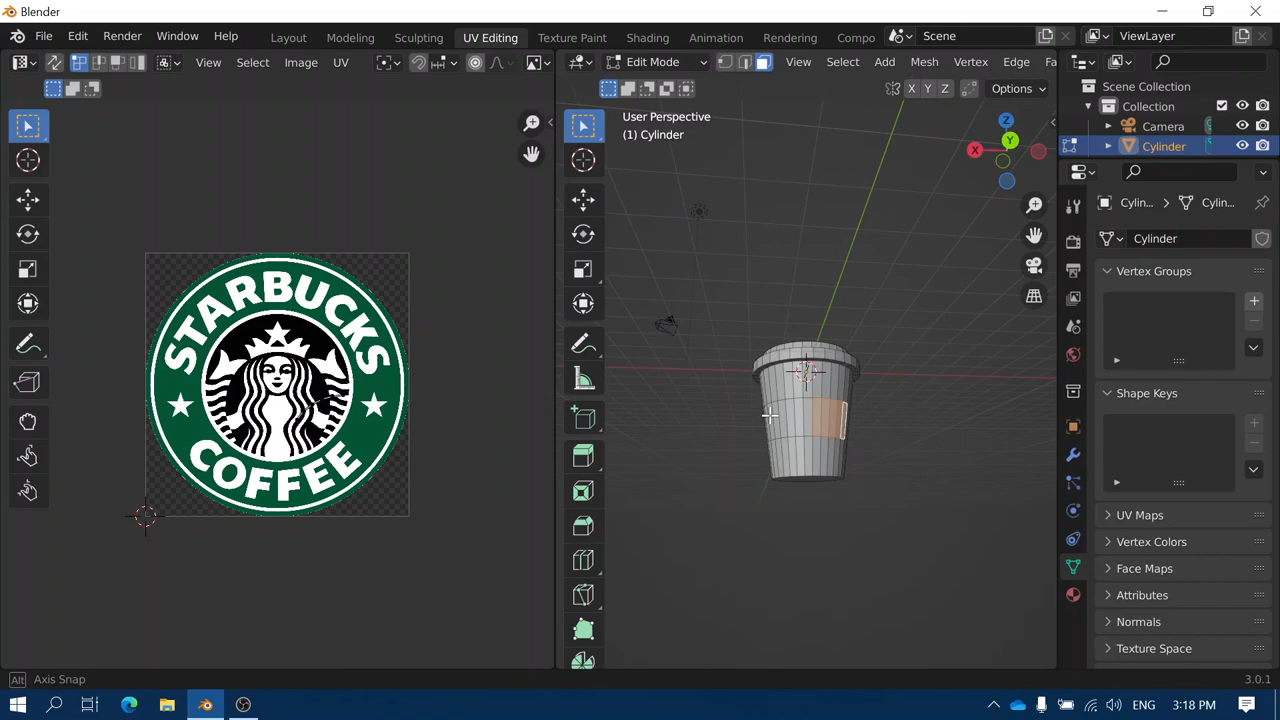 Blender
File Edit Render Window Help
Layout Modeling Sculpting UV Editing Texture Paint Shading Animation Rendering Compo
Scene
ViewLayer
View Select Image UV
Edit Mode
View Select Add Mesh Vertex Edge Fa
X Y Z
Options
User Perspective
(1) Cylinder
Z
Y
X
STARBUCKS
COFFEE
Scene Collection
Collection
Camera
Cylinder
Cylin... > Cylin...
Cylinder
Vertex Groups
Shape Keys
UV Maps
Vertex Colors
Face Maps
Attributes
Normals
Texture Space
Alt Axis Snap
3.0.1
ENG 3:18 PM